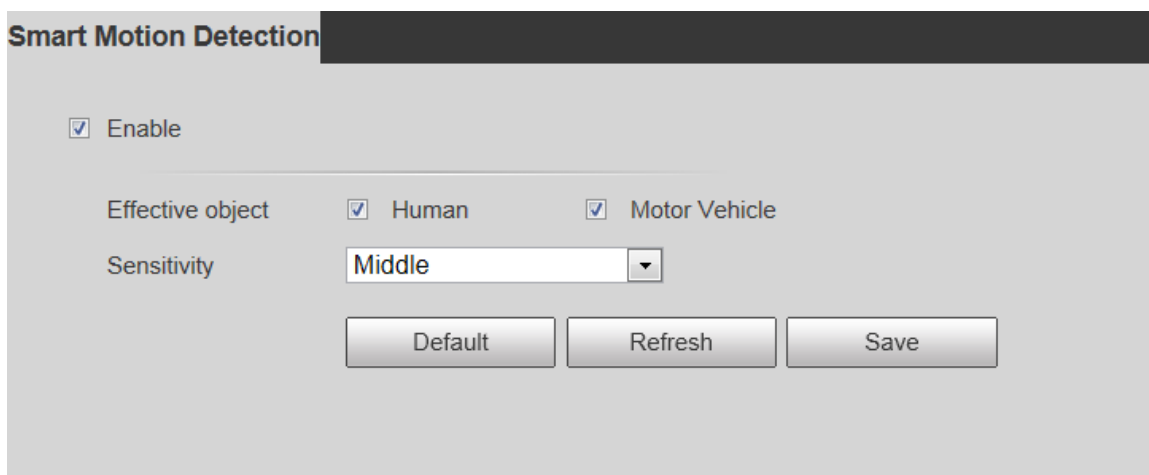 Smart Motion Detection
Enable
Effective object Human Motor Vehicle
Sensitivity Middle
Default Refresh Save